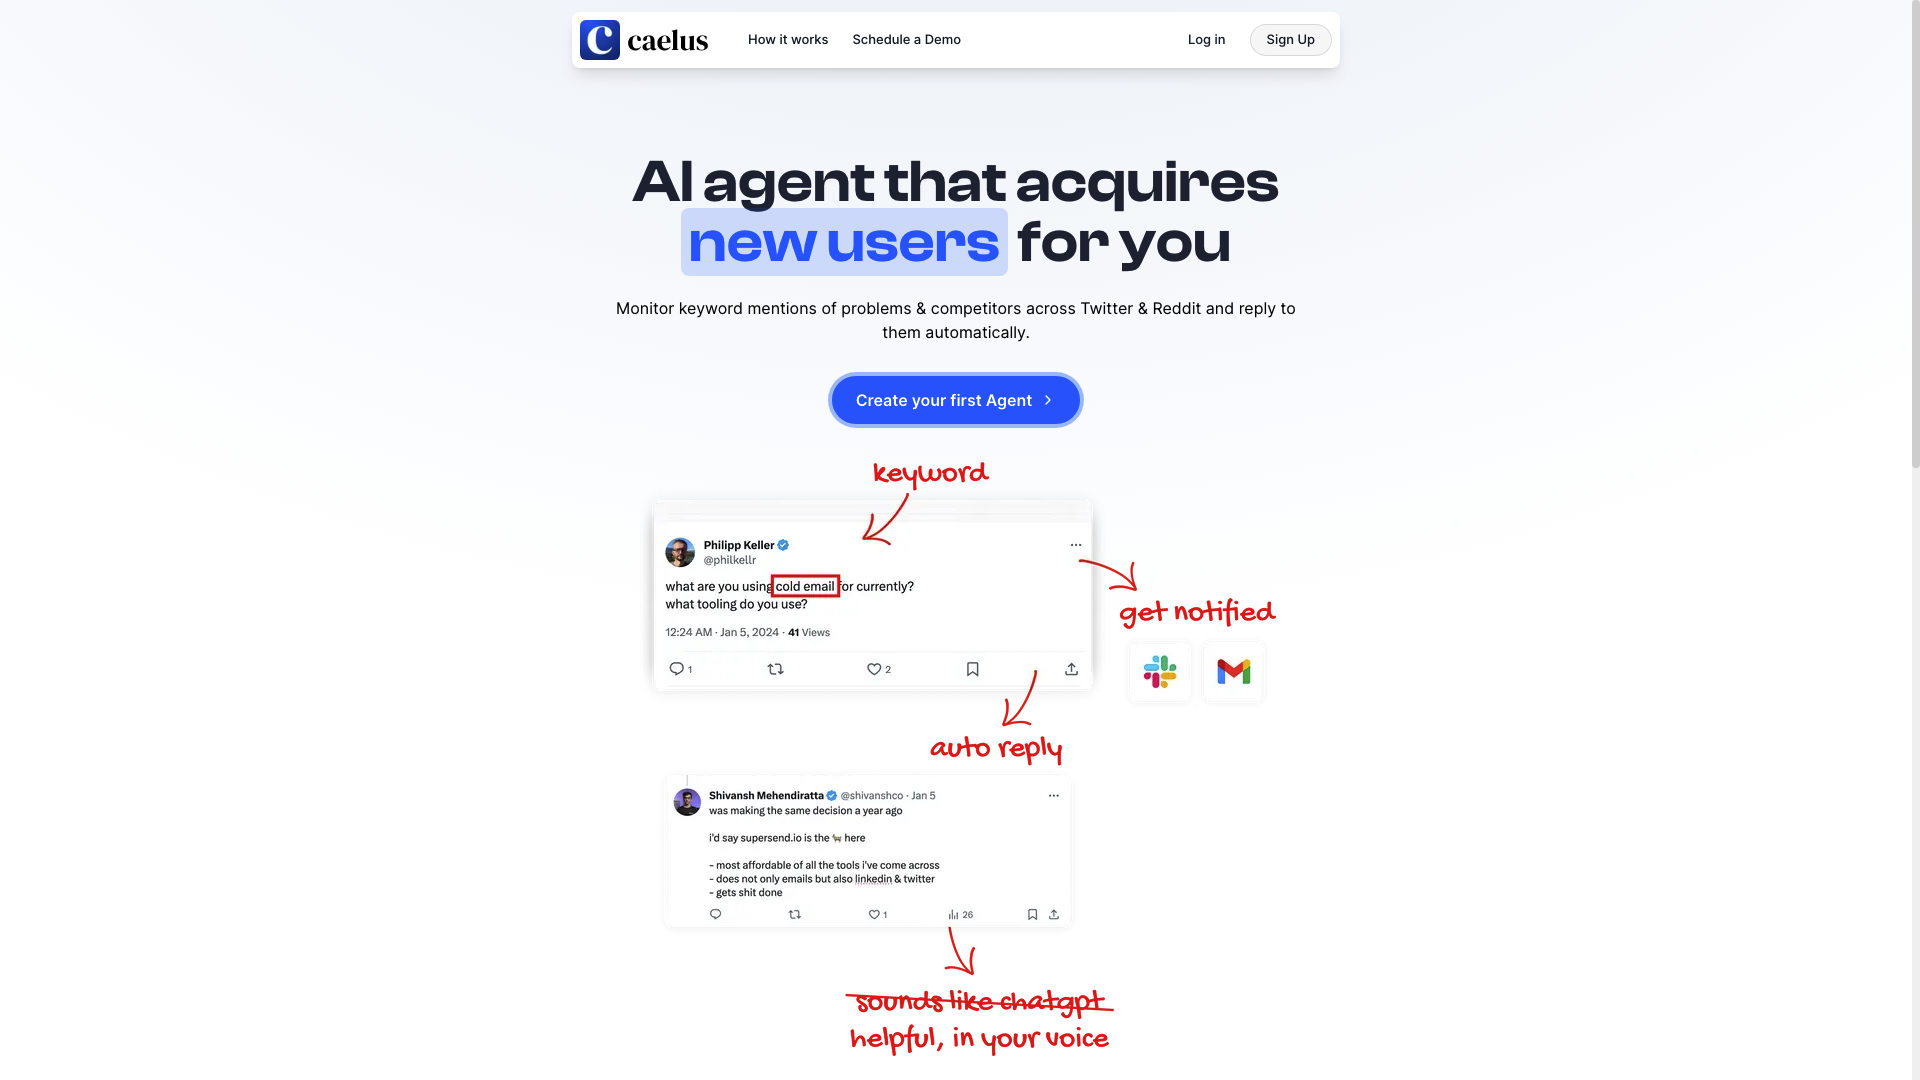 caelus
How it works
Schedule a Demo
Log in
Sign Up
AI agent that acquires
new users for you
Monitor keyword mentions of problems & competitors across Twitter & Reddit and reply to
them automatically.
Create your first Agent
keyword
Philipp Keller
@philkellr
what are you using cold email for currently?
what tooling do you use?
12:24 AM · Jan 5, 2024 · 41 Views
1
2
get notified
auto reply
Shivansh Mehendiratta @shivanshco · Jan 5
was making the same decision a year ago
i'd say supersend.io is the 🐐 here
- most affordable of all the tools i've come across
- does not only emails but also linkedin & twitter
- gets shit done
1
26
sounds like chatgpt
helpful, in your voice